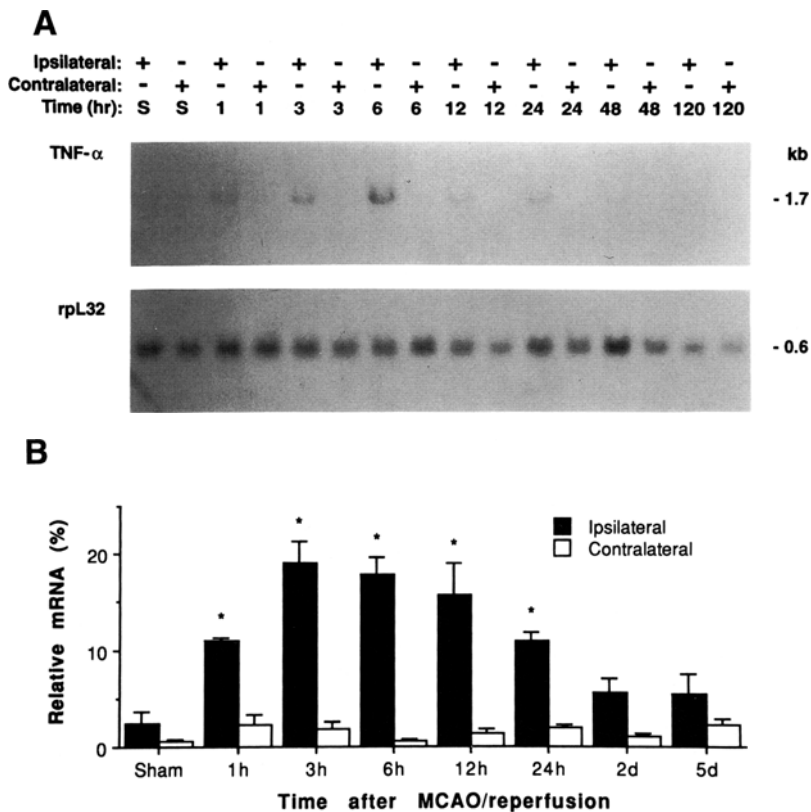 A
Ipsilateral: + - + - + - + - + - + - + - + -
Contralateral: - + - + - + - + - + - + - + - +
Time (hr): S S 1 1 3 3 6 6 12 12 24 24 48 48 120 120
TNF-α kb
- 1.7
rpL32
- 0.6
B
Relative mRNA (%)
20
10
0
* * * * *
Ipsilateral
Contralateral
Sham 1h 3h 6h 12h 24h 2d 5d
Time after MCAO/reperfusion